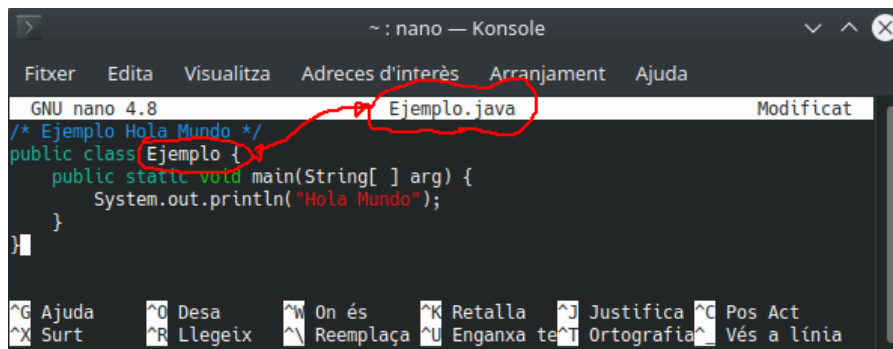 ~ : nano — Konsole
Fitxer Edita Visualitza Adreces d'interès Arranjament Ajuda
GNU nano 4.8 Ejemplo.java Modificat
/* Ejemplo Hola Mundo */
public class Ejemplo {
public static void main(String[ ] arg) {
System.out.println("Hola Mundo");
}
}
^G Ajuda ^O Desa ^W On és ^K Retalla ^J Justifica ^C Pos Act
^X Surt ^R Llegeix ^\ Reemplaça ^U Enganxa te^T Ortografia^_ Vés a línia